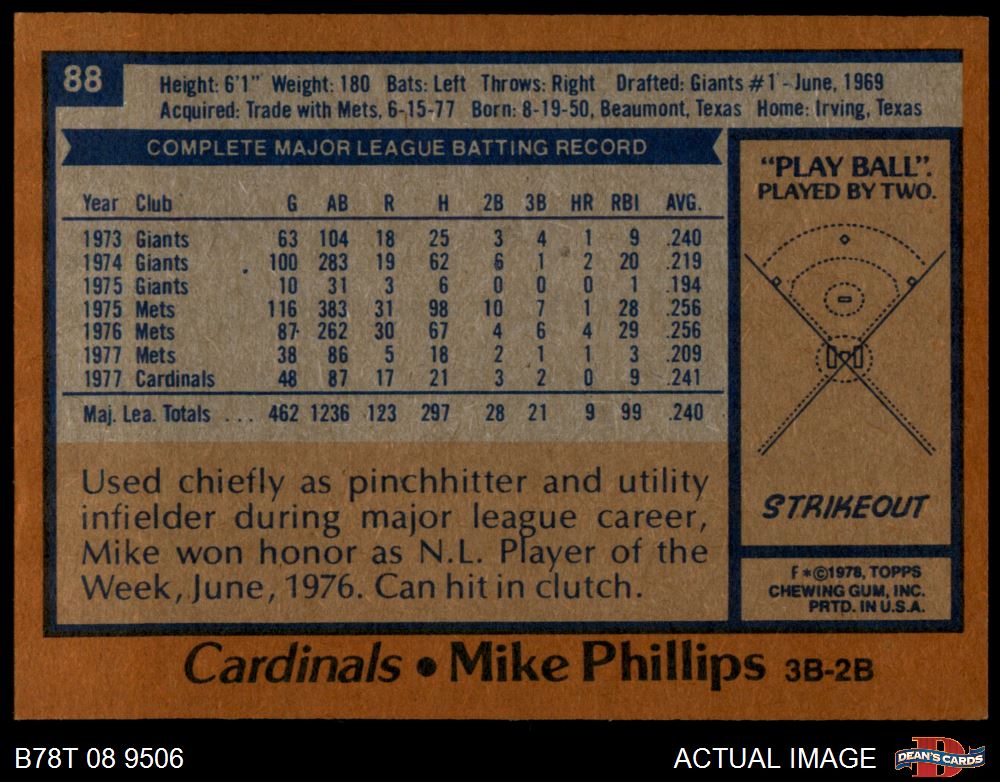 88
Height: 6'1" Weight: 180 Bats: Left Throws: Right Drafted: Giants #1 - June, 1969
Acquired: Trade with Mets, 6-15-77 Born: 8-19-50, Beaumont, Texas Home: Irving, Texas
COMPLETE MAJOR LEAGUE BATTING RECORD
Year Club G AB R H 2B 3B HR RBI AVG.
1973 Giants 63 104 18 25 3 4 1 9 .240
1974 Giants 100 283 19 62 6 1 2 20 .219
1975 Giants 10 31 3 6 0 0 0 1 .194
1975 Mets 116 383 31 98 10 7 1 28 .256
1976 Mets 87 262 30 67 4 6 4 29 .256
1977 Mets 38 86 5 18 2 1 1 3 .209
1977 Cardinals 48 87 17 21 3 2 0 9 .241
Maj. Lea. Totals ... 462 1236 123 297 28 21 9 99 .240
Used chiefly as pinchhitter and utility
infielder during major league career,
Mike won honor as N.L. Player of the
Week, June, 1976. Can hit in clutch.
"PLAY BALL".
PLAYED BY TWO.
STRIKEOUT
F*©1978, TOPPS
CHEWING GUM, INC.
PRTD. IN U.S.A.
Cardinals • Mike Phillips 3B-2B
B78T 08 9506
ACTUAL IMAGE
D
DEAN'S CARDS